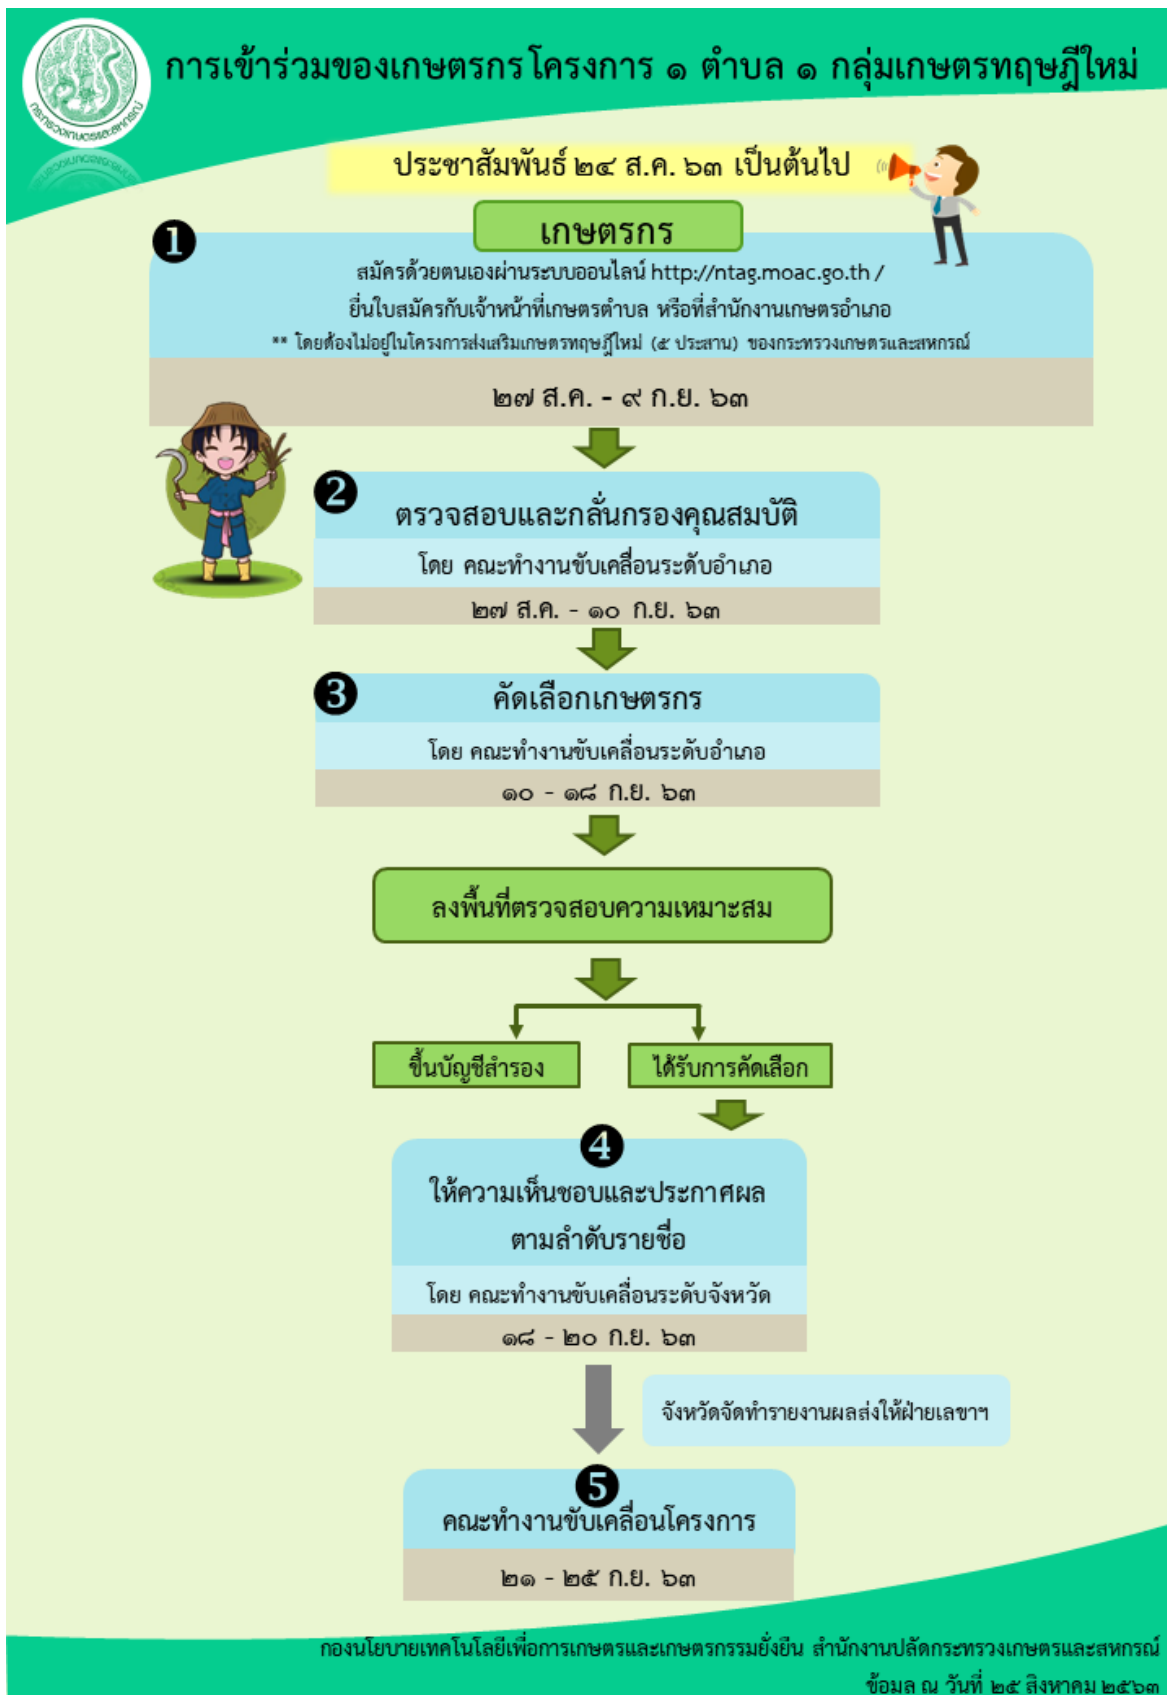 การเข้าร่วมของเกษตรกรโครงการ ๑ ตำบล ๑ กลุ่มเกษตรทฤษฎีใหม่
กระทรวงเกษตรและสหกรณ์
ประชาสัมพันธ์ ๒๔ ส.ค. ๖๓ เป็นต้นไป
เกษตรกร
1
สมัครด้วยตนเองผ่านระบบออนไลน์ http://ntag.moac.go.th /
ยื่นใบสมัครกับเจ้าหน้าที่เกษตรตำบล หรือที่สำนักงานเกษตรอำเภอ
** โดยต้องไม่อยู่ในโครงการส่งเสริมเกษตรทฤษฎีใหม่ (๕ ประสาน) ของกระทรวงเกษตรและสหกรณ์
๒๗ ส.ค. - ๙ ก.ย. ๖๓
2
ตรวจสอบและกลั่นกรองคุณสมบัติ
โดย คณะทำงานขับเคลื่อนระดับอำเภอ
๒๗ ส.ค. - ๑๐ ก.ย. ๖๓
3
คัดเลือกเกษตรกร
โดย คณะทำงานขับเคลื่อนระดับอำเภอ
๑๐ - ๑๘ ก.ย. ๖๓
ลงพื้นที่ตรวจสอบความเหมาะสม
ขึ้นบัญชีสำรอง
ได้รับการคัดเลือก
4
ให้ความเห็นชอบและประกาศผล
ตามลำดับรายชื่อ
โดย คณะทำงานขับเคลื่อนระดับจังหวัด
๑๘ - ๒๐ ก.ย. ๖๓
จังหวัดจัดทำรายงานผลส่งให้ฝ่ายเลขาฯ
5
คณะทำงานขับเคลื่อนโครงการ
๒๑ - ๒๕ ก.ย. ๖๓
กองนโยบายเทคโนโลยีเพื่อการเกษตรและเกษตรกรรมยั่งยืน สำนักงานปลัดกระทรวงเกษตรและสหกรณ์
ข้อมูล ณ วันที่ ๒๕ สิงหาคม ๒๕๖๓